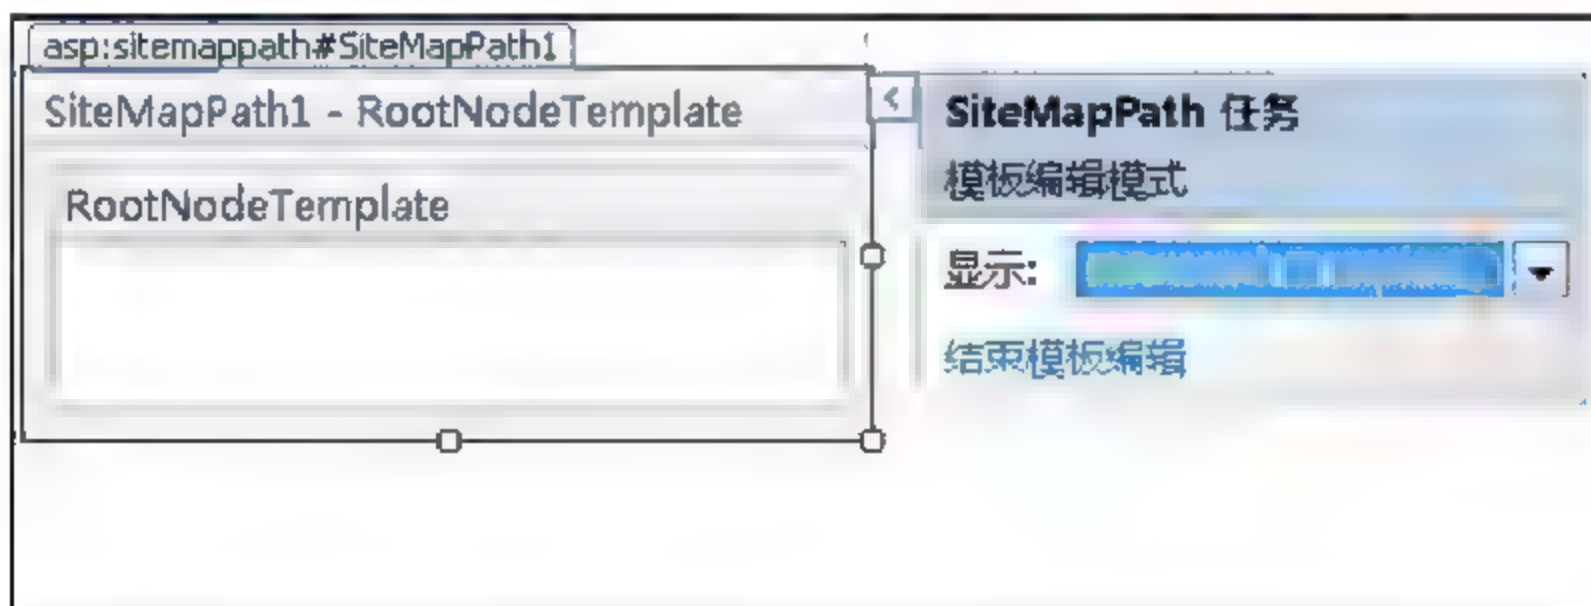 asp:sitemappath#SiteMapPath1
SiteMapPath1 - RootNodeTemplate
RootNodeTemplate
SiteMapPath 任务
模板编辑模式
显示:
结束模板编辑